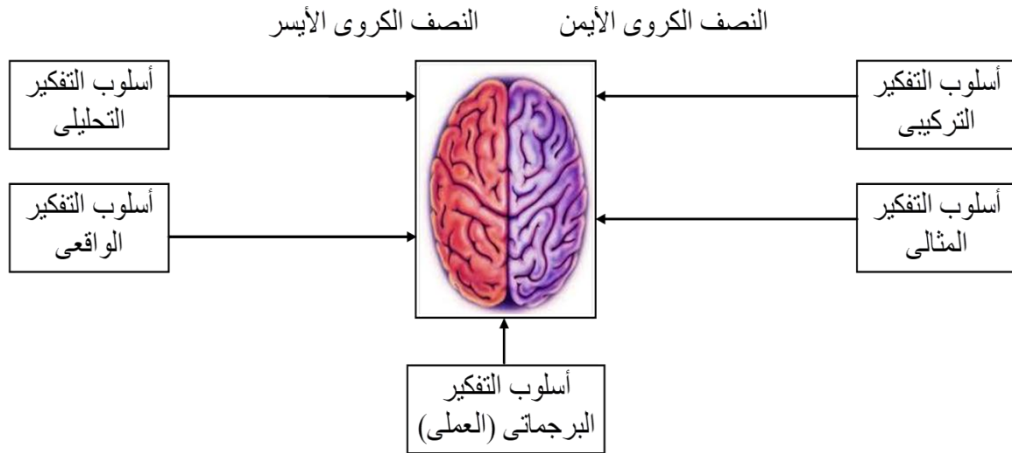 النصف الكروى الأيمن
النصف الكروى الأيسر
أسلوب التفكير
التركيبى
أسلوب التفكير
التحليلى
أسلوب التفكير
المثالى
أسلوب التفكير
الواقعى
أسلوب التفكير
البرجماتى (العملى)